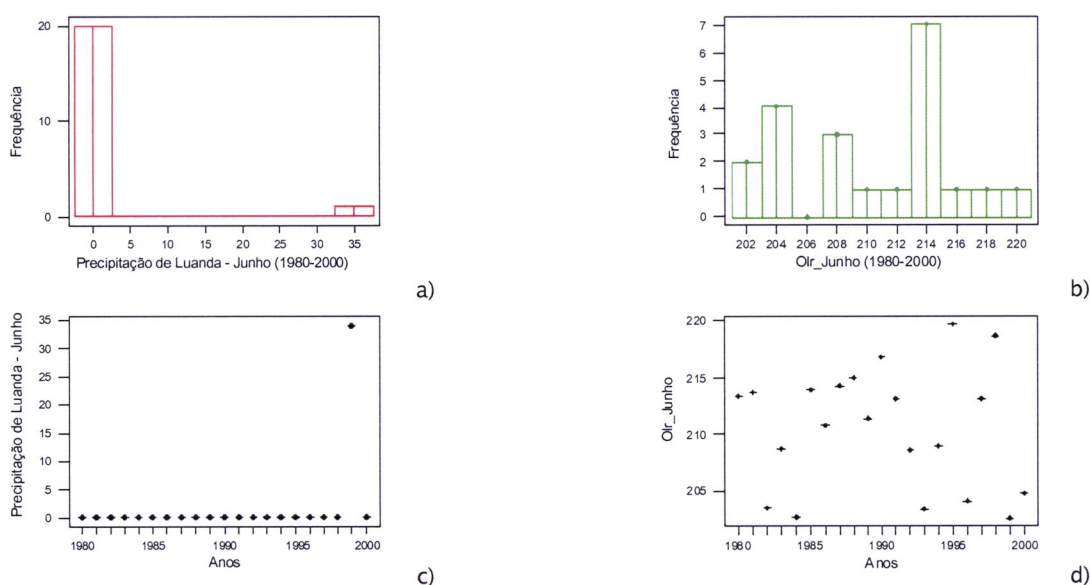 20
10
0
Frequência
0 5 10 15 20 25 30 35
Precipitação de Luanda - Junho (1980-2000)
a)
7
6
5
4
3
2
1
0
Frequência
202 204 206 208 210 212 214 216 218 220
Olr_Junho (1980-2000)
b)
35
30
25
20
15
10
5
0
Precipitação de Luanda - Junho
1980 1985 1990 1995 2000
Anos
c)
220
215
210
205
Olr_Junho
1980 1985 1990 1995 2000
Anos
d)